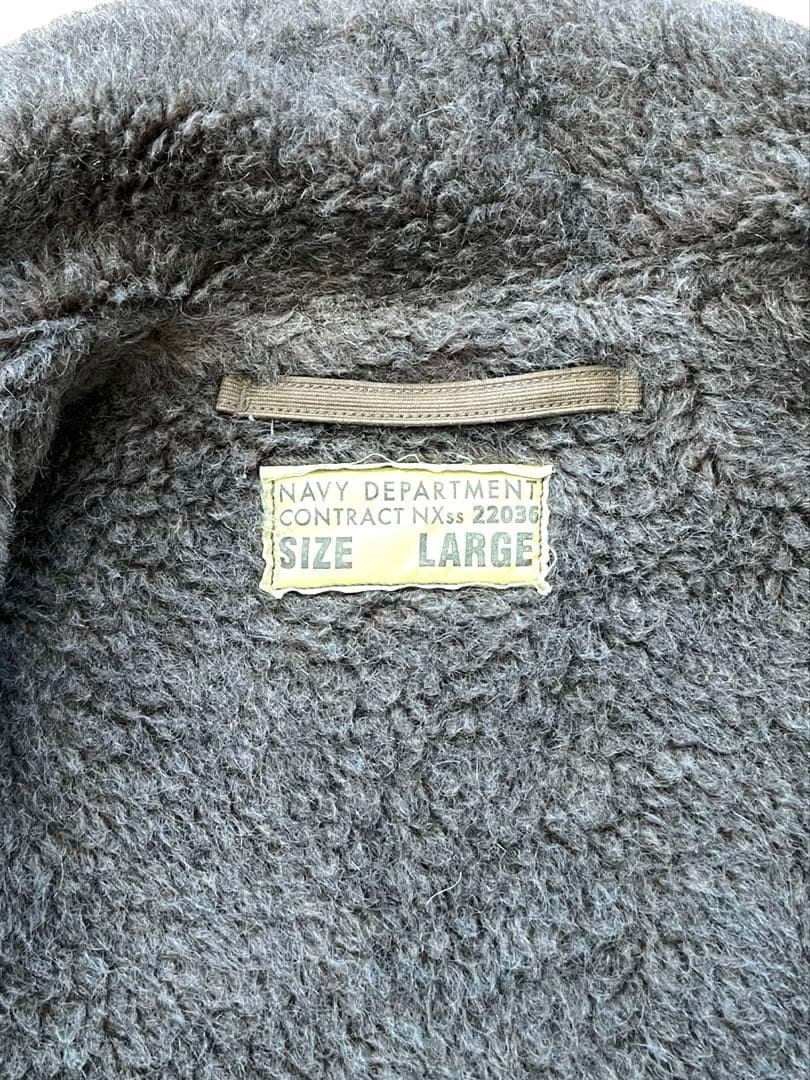 NAVY DEPARTMENT
CONTRACT NXss 22036
SIZE LARGE